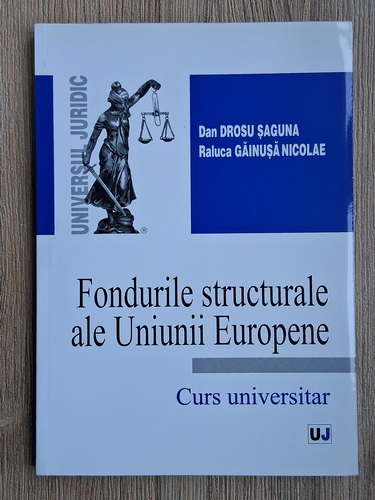 UNIVERSUL JURIDIC
®
Dan DROSU ŞAGUNA
Raluca GĂINUŞĂ NICOLAE
Fondurile structurale
ale Uniunii Europene
Curs universitar
UJ